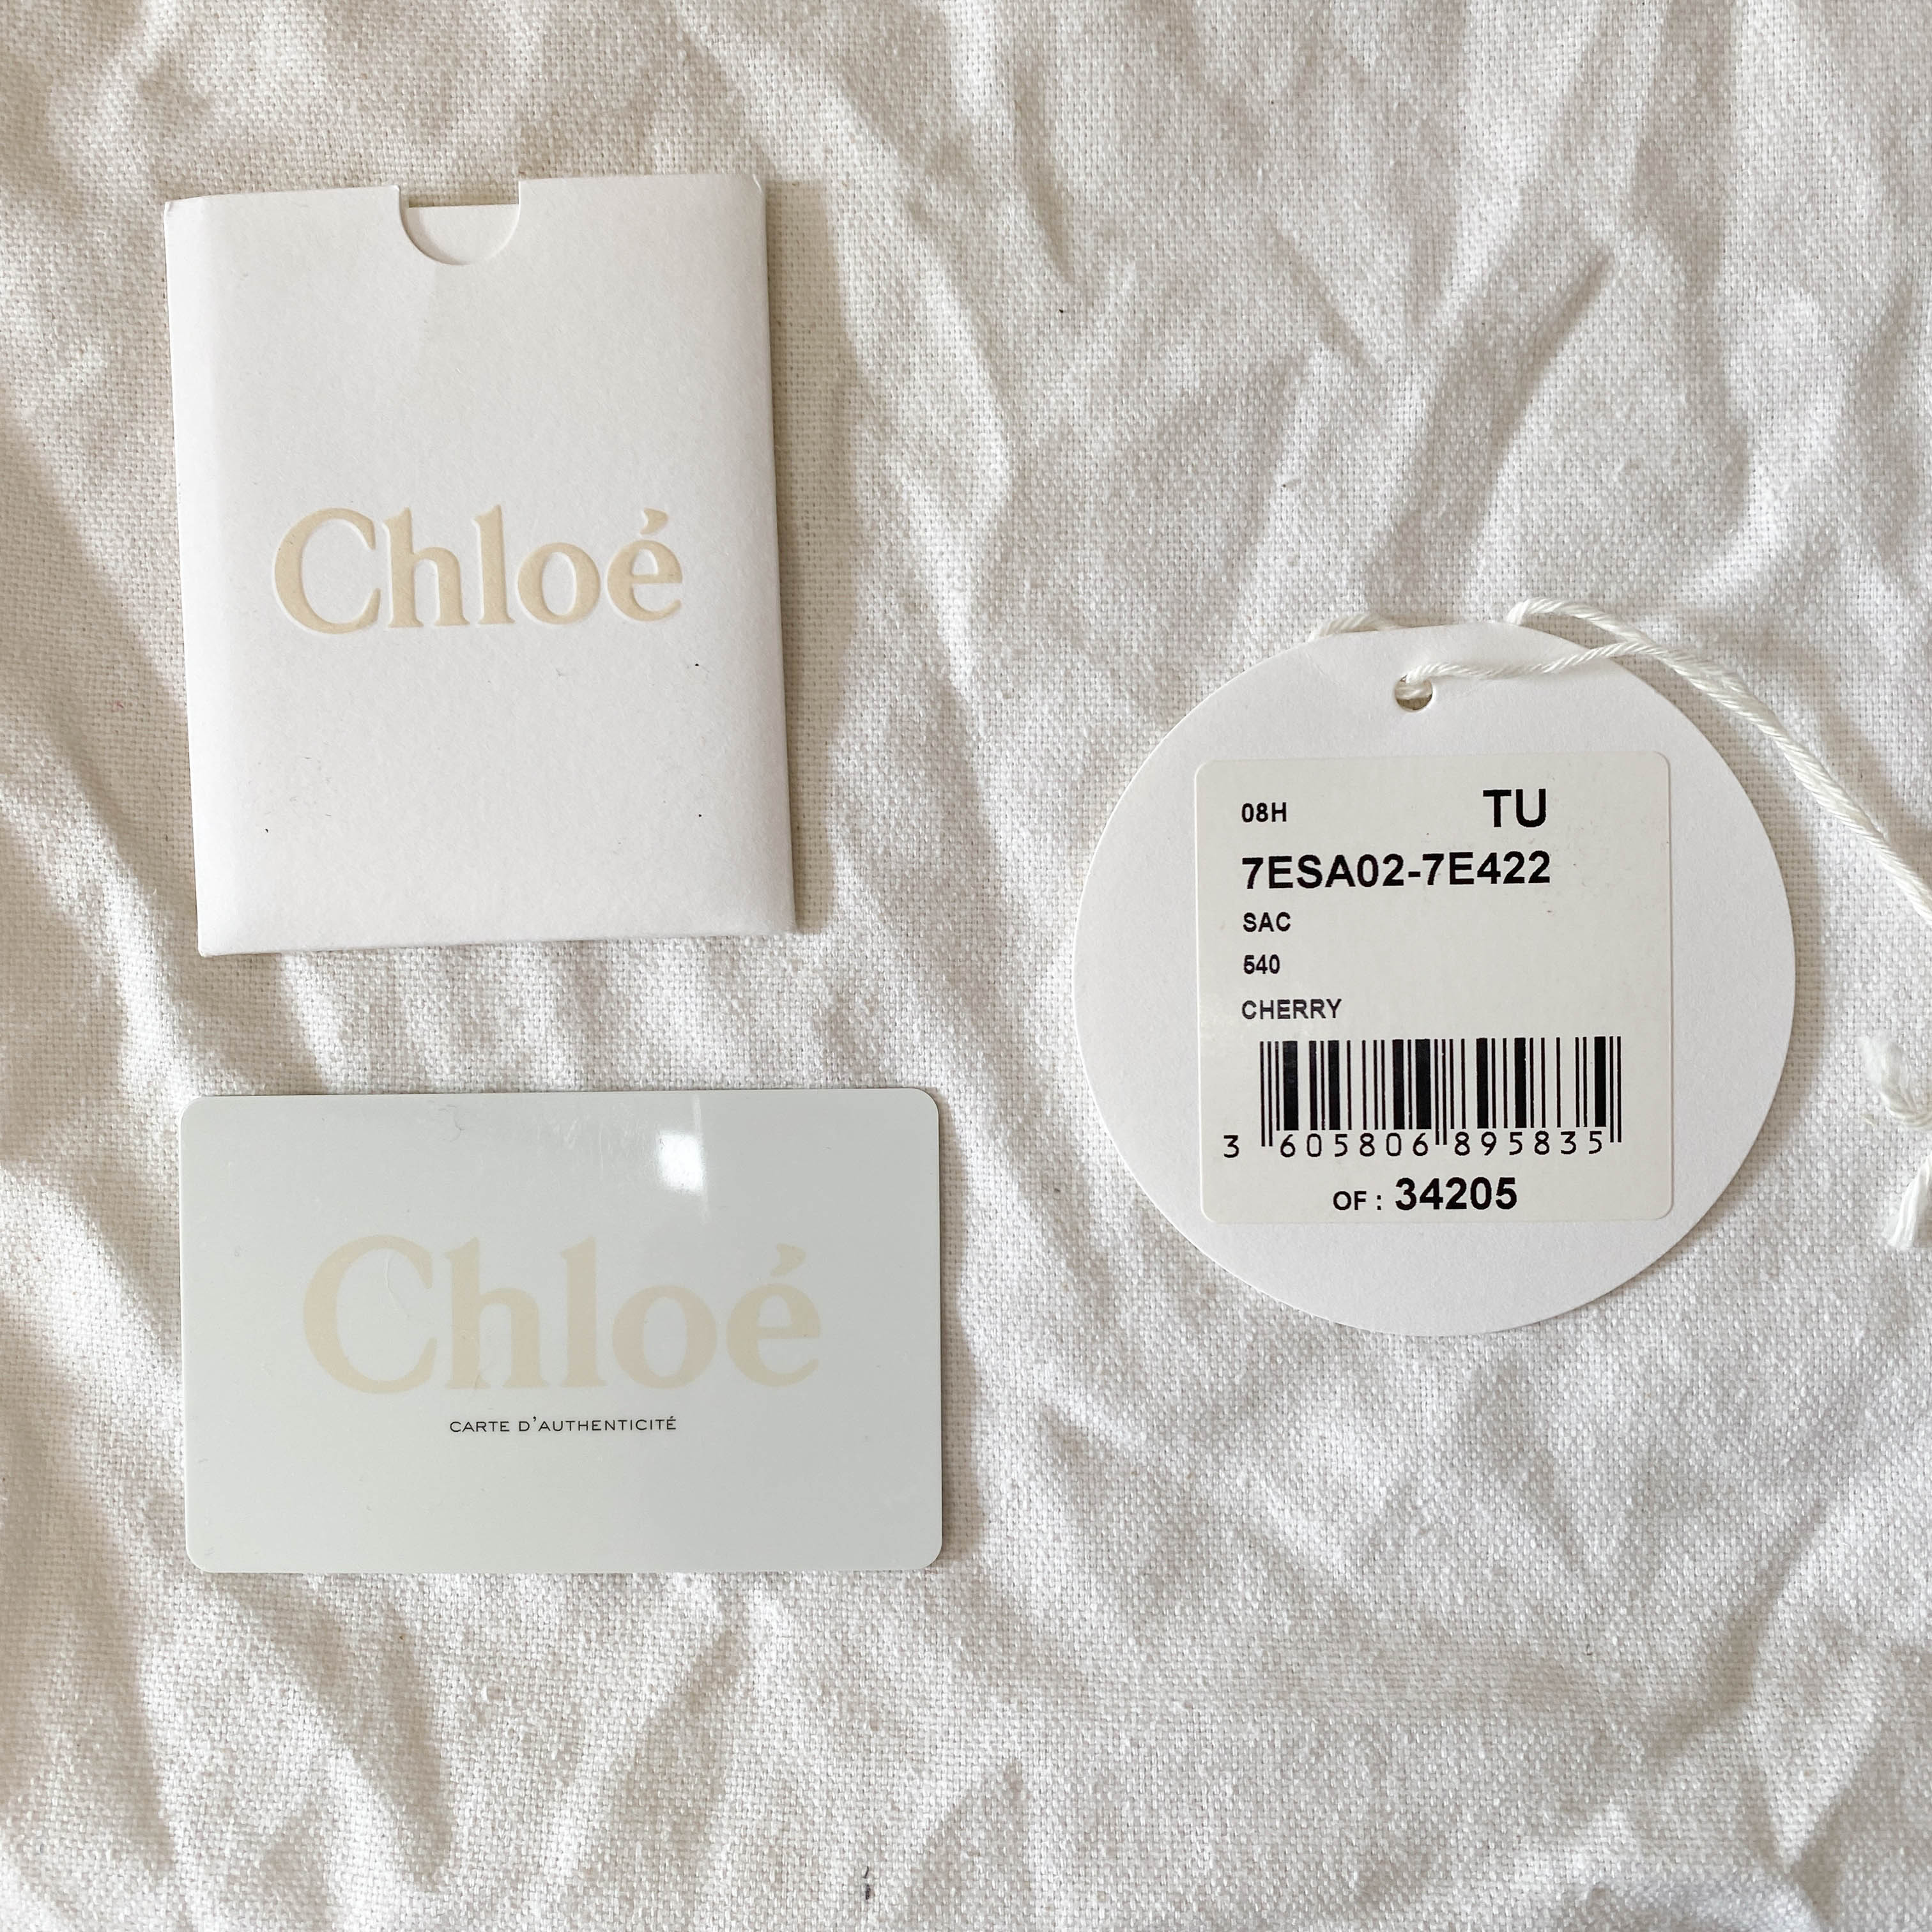 Chloé
Chloé
CARTE D'AUTHENTICITÉ
08H TU
7ESA02-7E422
SAC
540
CHERRY
3 605806 895835
OF : 34205